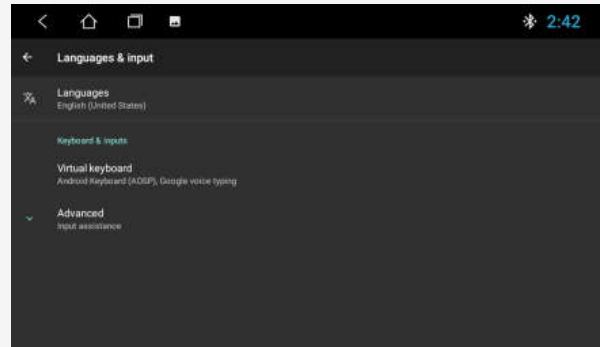 2:42
Languages & input
Languages
English (United States)
Keyboard & inputs
Virtual keyboard
Android Keyboard (AOSP), Google voice typing
Advanced
Input assistance